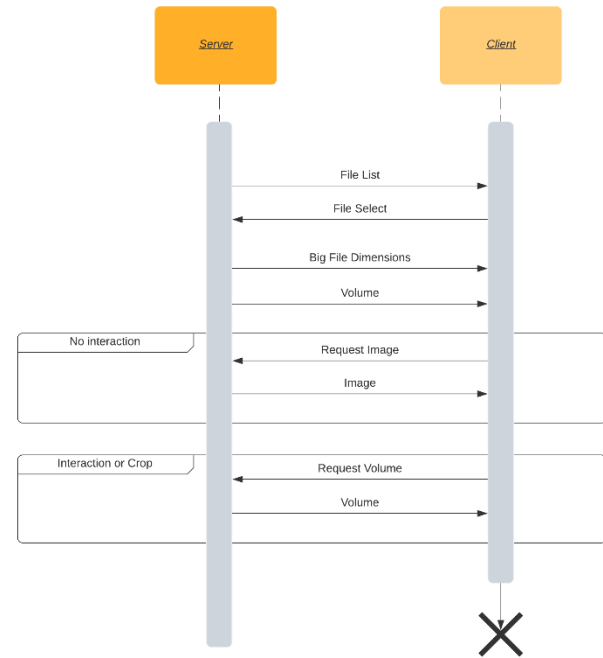 Server
Client
File List
File Select
Big File Dimensions
Volume
No interaction
Request Image
Image
Interaction or Crop
Request Volume
Volume